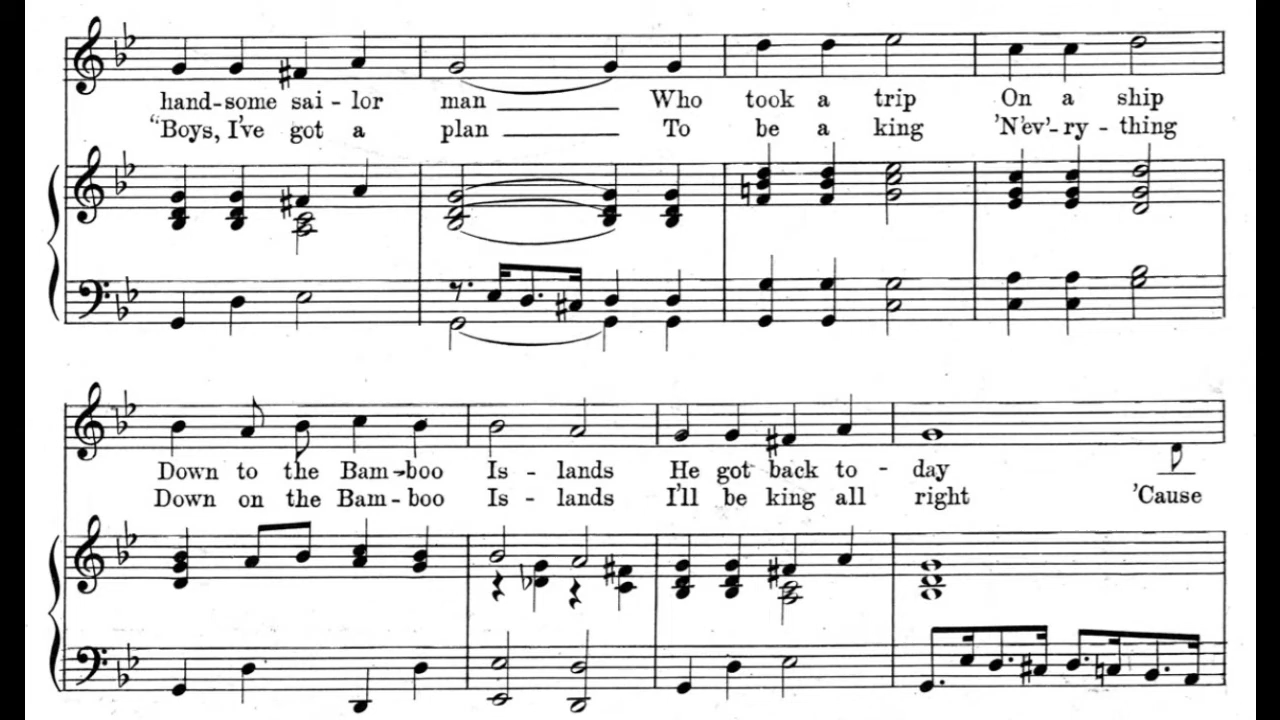 hand-some sai - lor man Who took a trip On a ship
"Boys, I've got a plan To be a king 'N'ev'-ry - thing
Down to the Bam-boo Is - lands He got back to - day
Down on the Bam-boo Is - lands I'll be king all right 'Cause